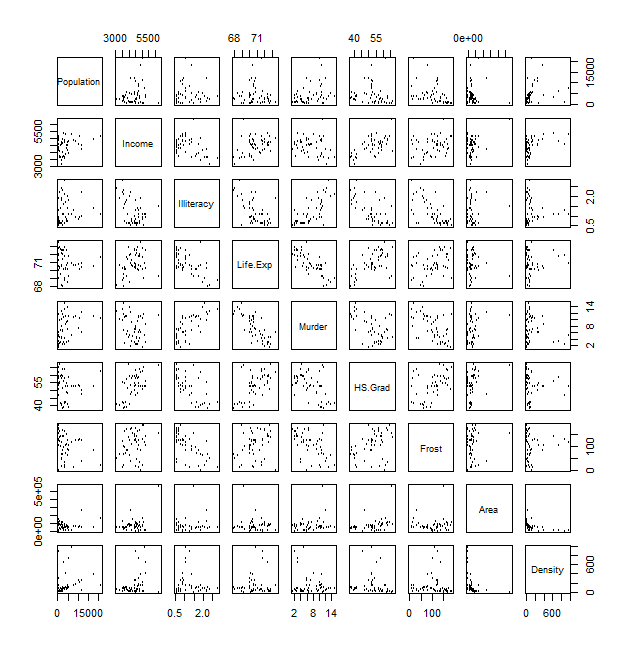 3000 5500 68 71 40 55 0e+00
Population 0 15000
3000 5500 Income
Illiteracy 0.5 2.0
68 71 Life.Exp
Murder 2 8 14
40 55 HS.Grad
Frost 0 100
0e+00 5e+05 Area
Density 0 600
0 15000 0.5 2.0 2 8 14 0 100 0 600